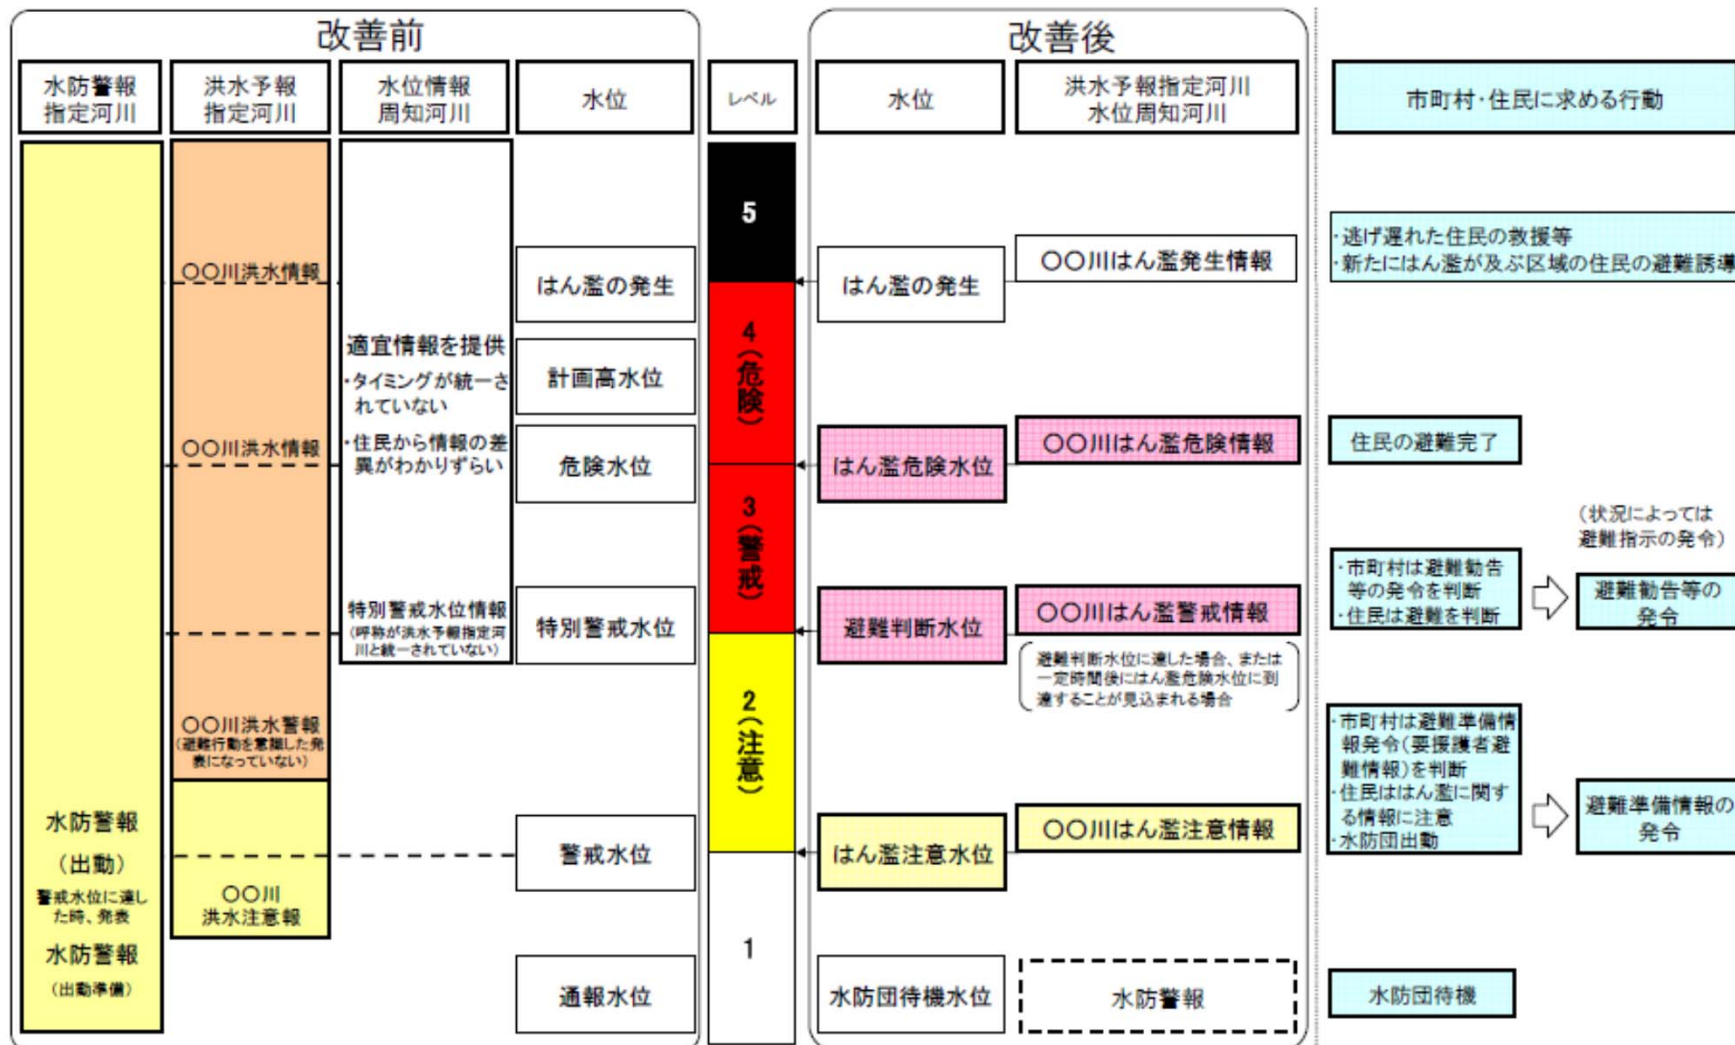 改善前
改善後
水防警報
指定河川
洪水予報
指定河川
水位情報
周知河川
水位
レベル
水位
洪水予報指定河川
水位周知河川
市町村・住民に求める行動
5
〇〇川洪水情報
はん濫の発生
はん濫の発生
〇〇川はん濫発生情報
・逃げ遅れた住民の救援等
・新たにはん濫が及ぶ区域の住民の避難誘導
適宜情報を提供
・タイミングが統一さ
れていない
・住民から情報の差
異がわかりずらい
計画高水位
4(危険)
〇〇川洪水情報
危険水位
はん濫危険水位
〇〇川はん濫危険情報
住民の避難完了
3(警戒)
(状況によっては
避難指示の発令)
特別警戒水位情報
(呼称が洪水予報指定河
川と統一されていない)
特別警戒水位
避難判断水位
〇〇川はん濫警戒情報
・市町村は避難勧告
等の発令を判断
・住民は避難を判断
避難勧告等の
発令
避難判断水位に達した場合、または
一定時間後にはん濫危険水位に到
達することが見込まれる場合
〇〇川洪水警報
(避難行動を意識した発
表になっていない)
2(注意)
・市町村は避難準備情
報発令(要援護者避
難情報)を判断
・住民ははん濫に関す
る情報に注意
・水防団出動
避難準備情報の
発令
水防警報
(出動)
警戒水位に達し
た時、発表
〇〇川
洪水注意報
警戒水位
はん濫注意水位
〇〇川はん濫注意情報
水防警報
(出動準備)
通報水位
1
水防団待機水位
水防警報
水防団待機